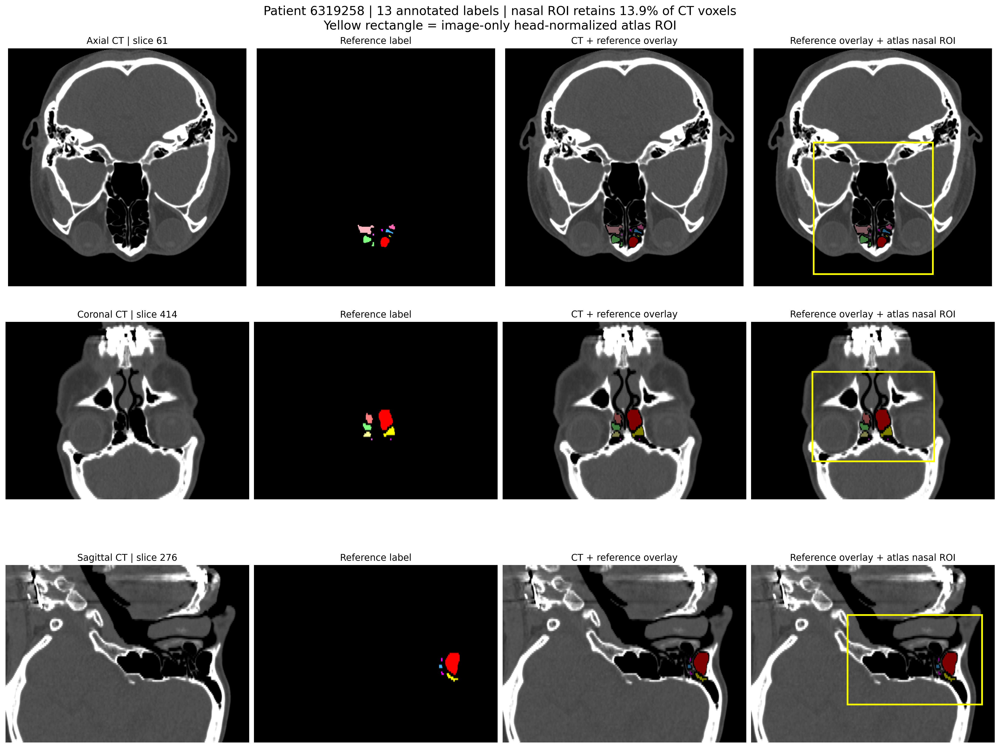 Patient 6319258 | 13 annotated labels | nasal ROI retains 13.9% of CT voxels
Yellow rectangle = image-only head-normalized atlas ROI
Axial CT | slice 61
Reference label
CT + reference overlay
Reference overlay + atlas nasal ROI
Coronal CT | slice 414
Reference label
CT + reference overlay
Reference overlay + atlas nasal ROI
Sagittal CT | slice 276
Reference label
CT + reference overlay
Reference overlay + atlas nasal ROI